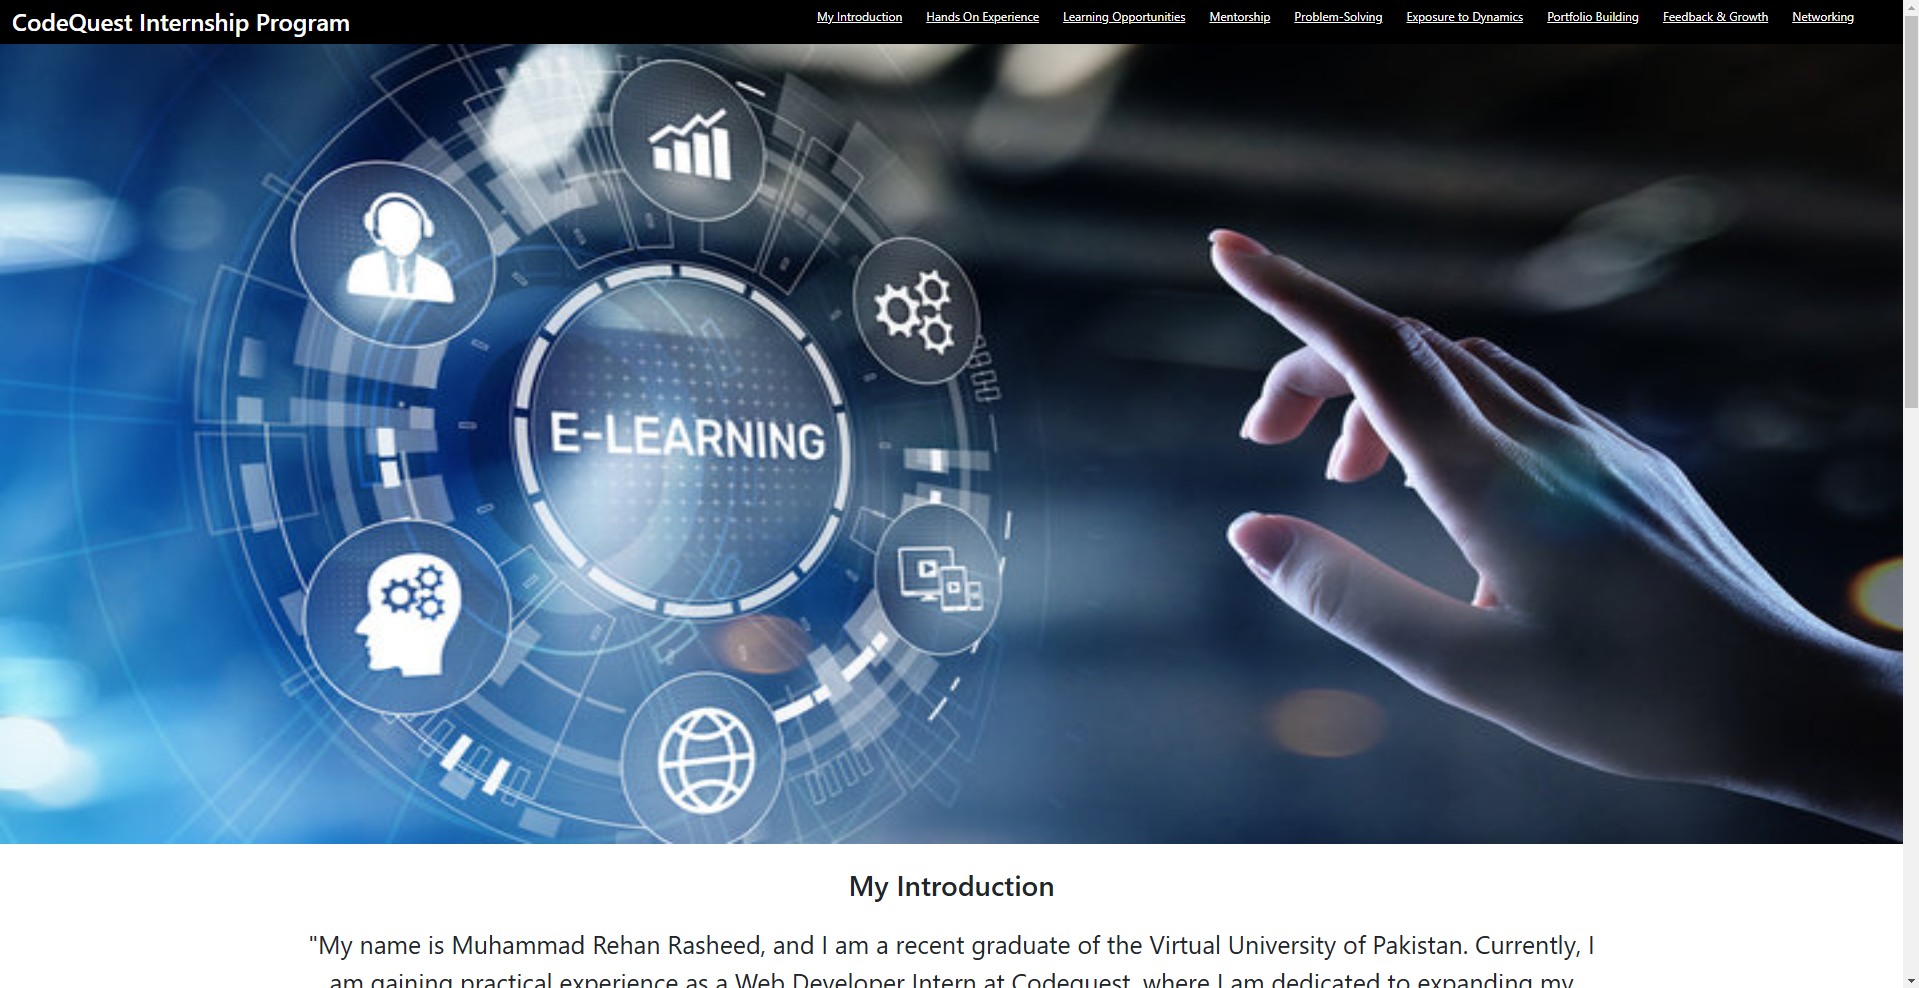 CodeQuest Internship Program
My Introduction Hands On Experience Learning Opportunities Mentorship Problem-Solving Exposure to Dynamics Portfolio Building Feedback & Growth Networking
E-LEARNING
My Introduction
"My name is Muhammad Rehan Rasheed, and I am a recent graduate of the Virtual University of Pakistan. Currently, I
am gaining practical experience as a Web Developer Intern at Codequest, where I am dedicated to expanding my